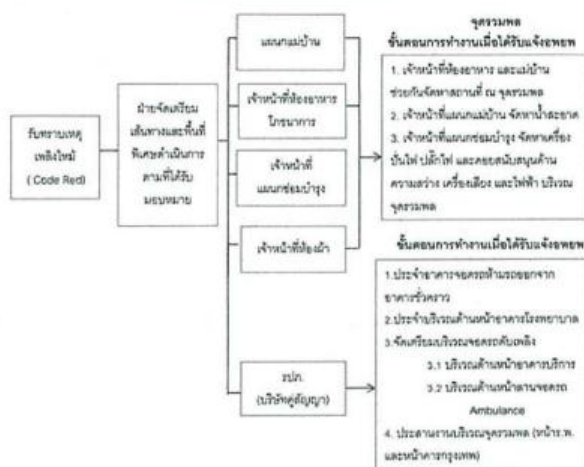 รับทราบเหตุ
เพลิงไหม้
( Code Red)
ฝ่ายจัดเตรียม
เส้นทางและพื้นที่
พิเศษดำเนินการ
ตามที่ได้รับ
มอบหมาย
แผนกแม่บ้าน
เจ้าหน้าที่ห้องอาหาร
โภชนาการ
เจ้าหน้าที่
แผนกซ่อมบำรุง
เจ้าหน้าที่ห้องผ้า
รปภ.
(บริษัทคู่สัญญา)
จุดรวมพล
ขั้นตอนการทำงานเมื่อได้รับแจ้งอพยพ
1. เจ้าหน้าที่ห้องอาหาร และแม่บ้าน
ช่วยกันจัดหาสถานที่ ณ จุดรวมพล
2. เจ้าหน้าที่แผนกแม่บ้าน จัดหาน้ำสะอาด
3. เจ้าหน้าที่แผนกซ่อมบำรุง จัดหาเครื่อง
ปั่นไฟ ปลั๊กไฟ และคอยสนับสนุนด้าน
ความสว่าง เครื่องเสียง และไฟฟ้า บริเวณ
จุดรวมพล
ขั้นตอนการทำงานเมื่อได้รับแจ้งอพยพ
1.ประจำอาคารจอดรถห้ามรถออกจาก
อาคารชั่วคราว
2.ประจำบริเวณด้านหน้าอาคารโรงพยาบาล
3.จัดเตรียมบริเวณจอดรถดับเพลิง
3.1 บริเวณด้านหน้าอาคารบริการ
3.2 บริเวณด้านหน้าลานจอดรถ
Ambulance
4. ประสานงานบริเวณจุดรวมพล (หน้าร.พ.
และหน้าคารกรุงเทพ)